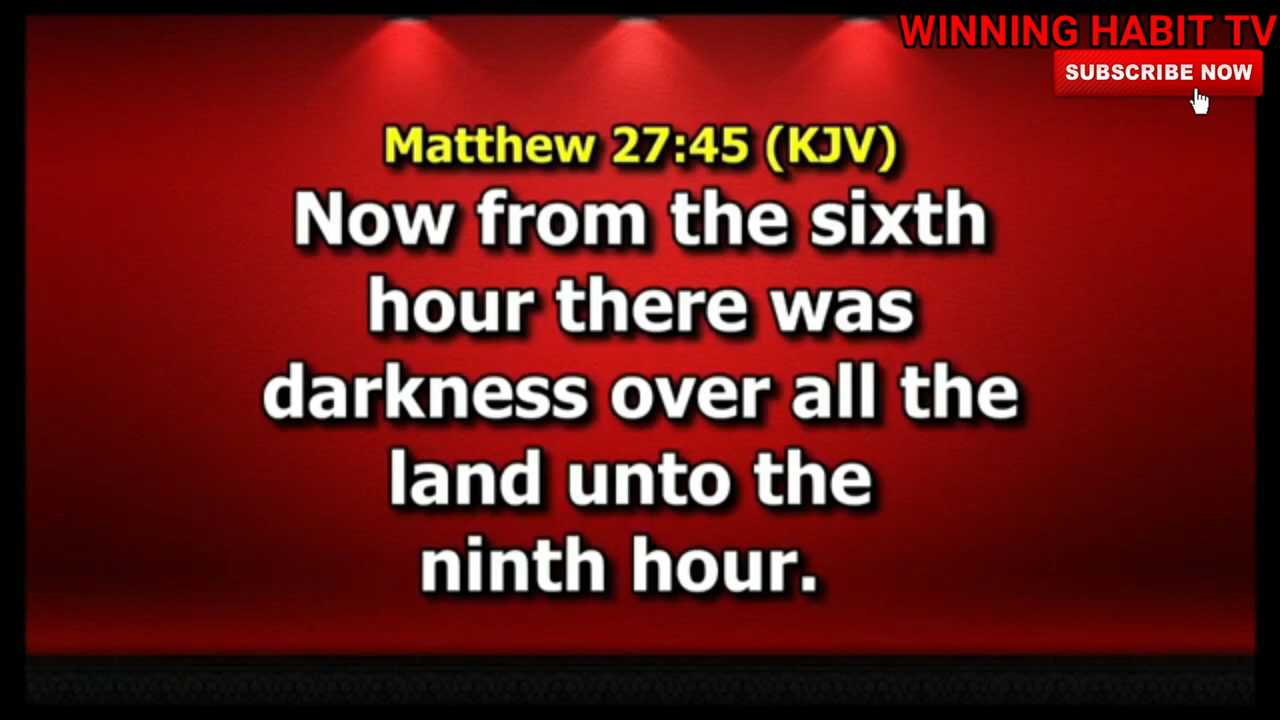 WINNING HABIT TV
SUBSCRIBE NOW
Matthew 27:45 (KJV)
Now from the sixth
hour there was
darkness over all the
land unto the
ninth hour.